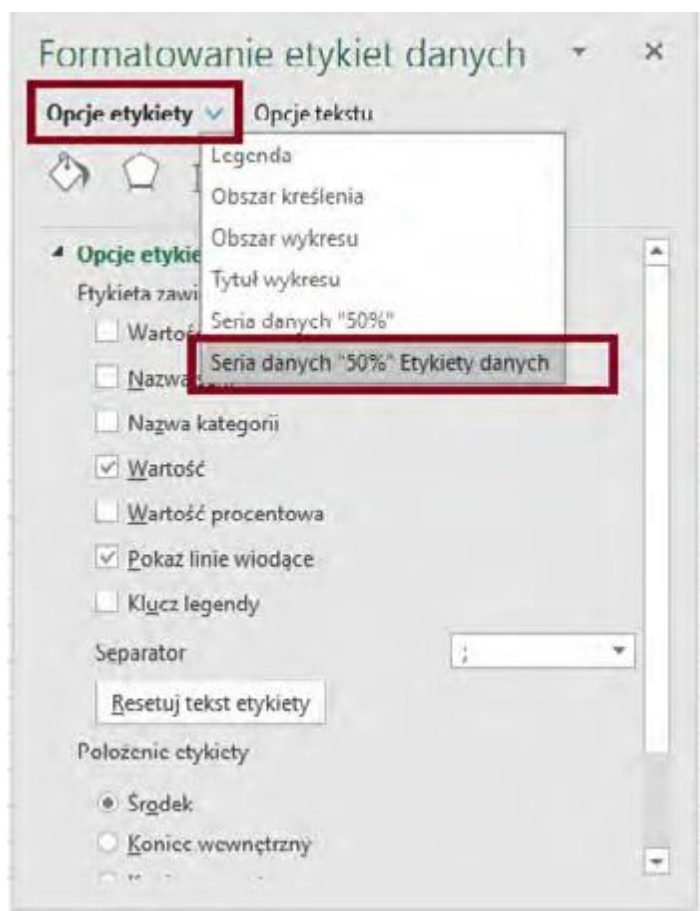 Formatowanie etykiet danych
Opcje etykiety Opcje tekstu
Legenda
Obszar kreślenia
Obszar wykresu
Opcje etykie
Tytuł wykresu
Etykieta zawi
Seria danych "50%"
Wartoś
Seria danych "50%" Etykiety danych
Nazwa
Nazwa kategorii
Wartość
Wartość procentowa
Pokaż linie wiodące
Klucz legendy
Separator ;
Resetuj tekst etykiety
Położenie etykiety
Środek
Koniec wewnętrzny